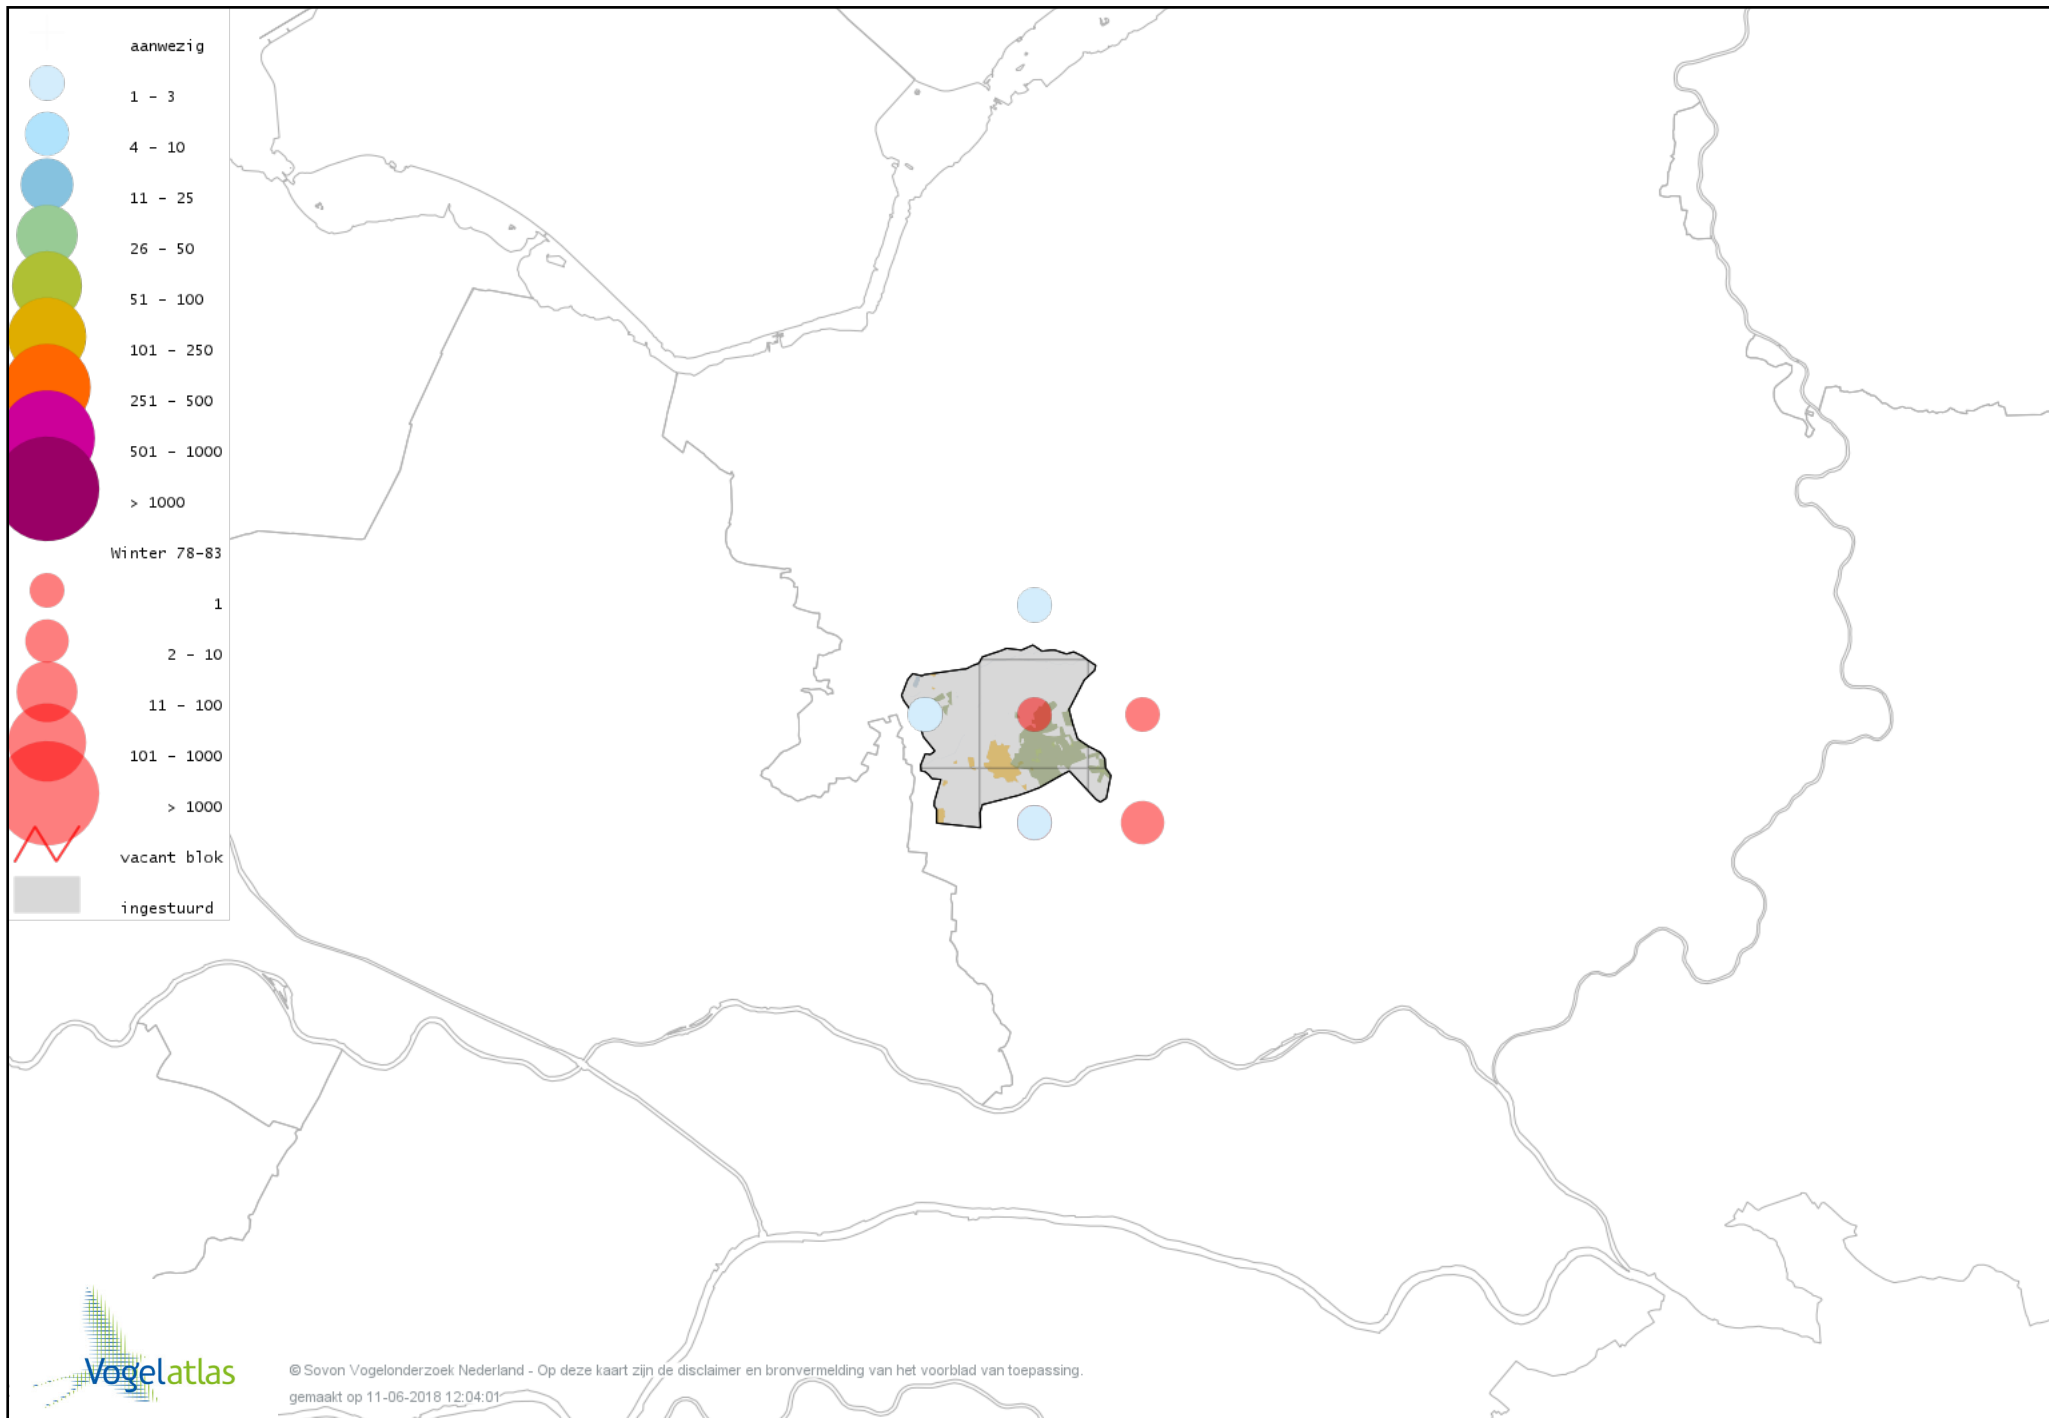 aanwezig
1 - 3
4 - 10
11 - 25
26 - 50
51 - 100
101 - 250
251 - 500
501 - 1000
> 1000
Winter 78-83
1
2 - 10
11 - 100
101 - 1000
> 1000
vacant blok
ingestuurd
Vogelatlas
© Sovon Vogelonderzoek Nederland - Op deze kaart zijn de disclaimer en bronvermelding van het voorblad van toepassing.
gemaakt op 11-06-2018 12:04:01